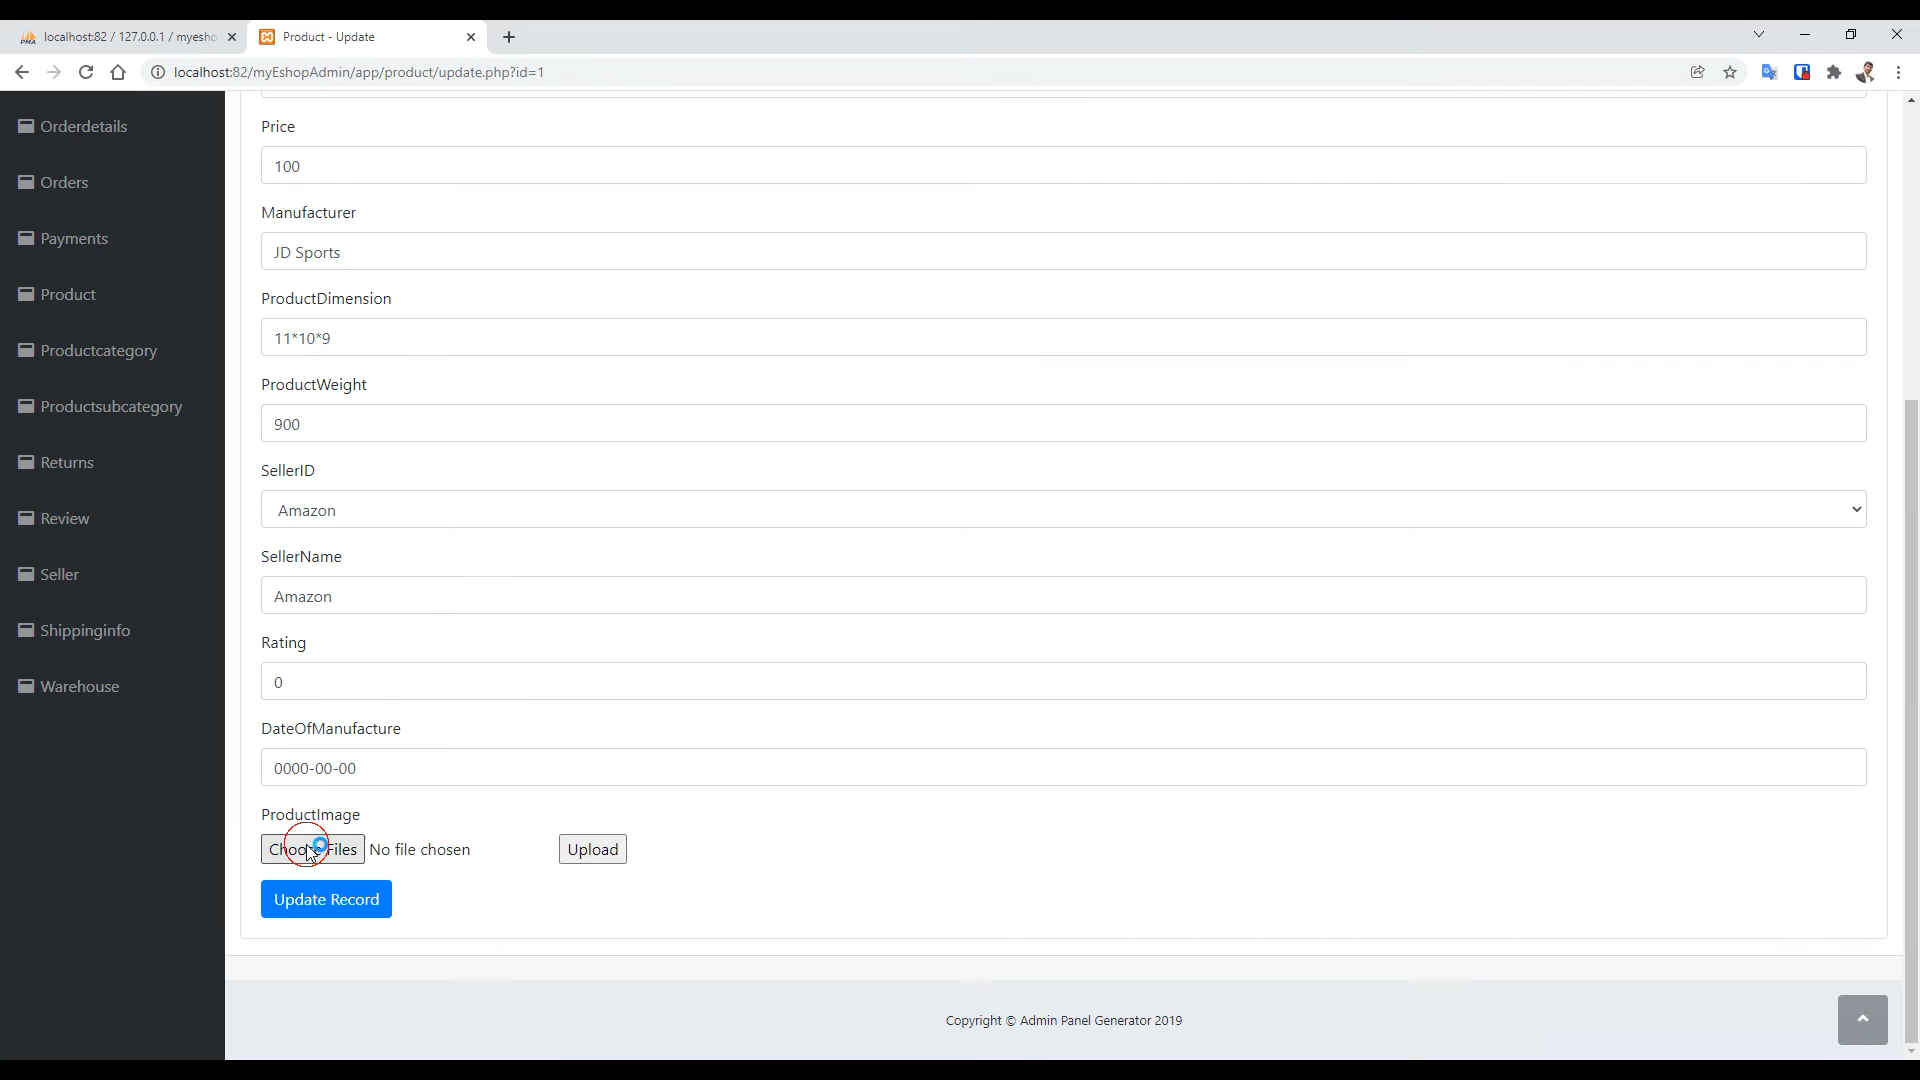 localhost:82 / 127.0.0.1 / myesho
Product - Update
localhost:82/myEshopAdmin/app/product/update.php?id=1
Orderdetails
Orders
Payments
Product
Productcategory
Productsubcategory
Returns
Review
Seller
Shippinginfo
Warehouse
Price
100
Manufacturer
JD Sports
ProductDimension
11*10*9
ProductWeight
900
SellerID
Amazon
SellerName
Amazon
Rating
0
DateOfManufacture
0000-00-00
ProductImage
Choose Files No file chosen Upload
Update Record
Copyright © Admin Panel Generator 2019